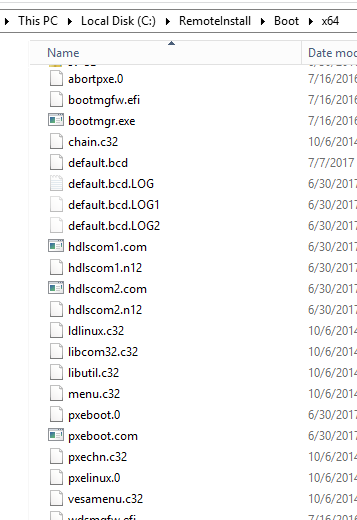 This PC > Local Disk (C:) > RemoteInstall > Boot > x64
Name Date mod
abortpxe.0 7/16/2016
bootmgfw.efi 7/16/2016
bootmgr.exe 7/16/2016
chain.c32 10/6/2014
default.bcd 7/7/2017
default.bcd.LOG 6/30/2017
default.bcd.LOG1 6/30/2017
default.bcd.LOG2 6/30/2017
hdlscom1.com 6/30/2017
hdlscom1.n12 6/30/2017
hdlscom2.com 6/30/2017
hdlscom2.n12 6/30/2017
ldlinux.c32 10/6/2014
libcom32.c32 10/6/2014
libutil.c32 10/6/2014
menu.c32 10/6/2014
pxeboot.0 6/30/2017
pxeboot.com 6/30/2017
pxechn.c32 10/6/2014
pxelinux.0 10/6/2014
vesamenu.c32 10/6/2014
wdsmgfw.efi 7/16/2016